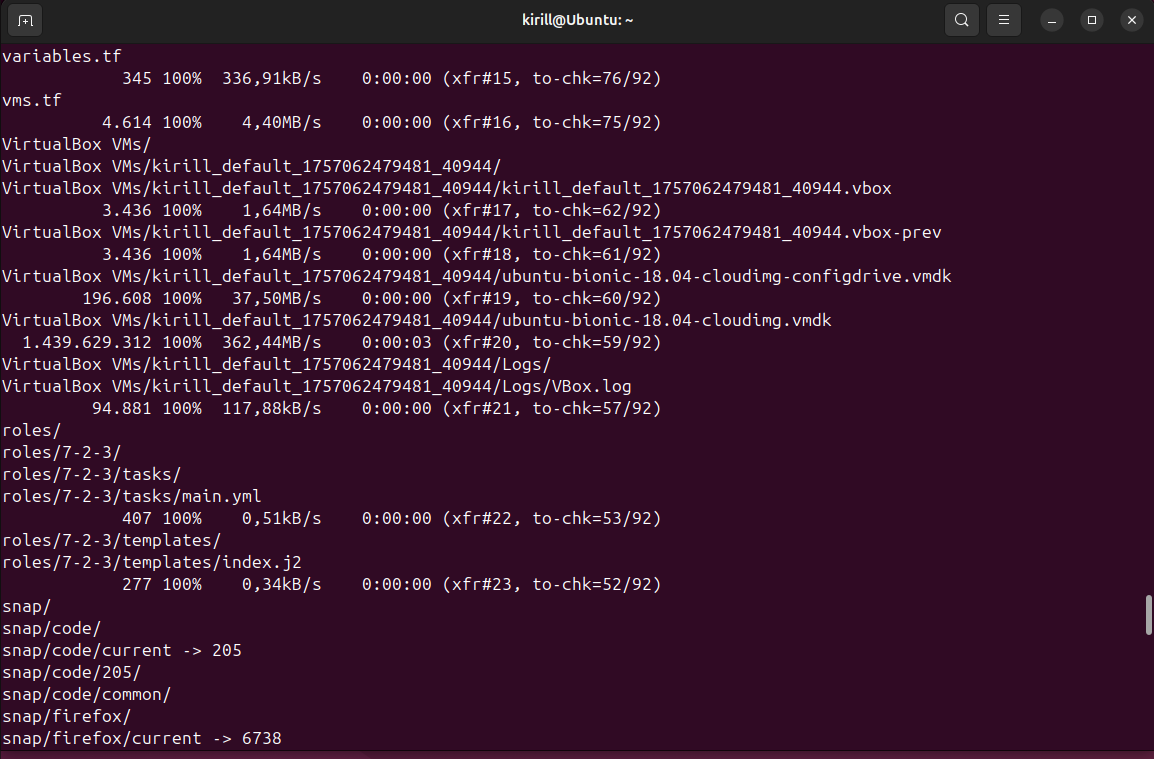 kirill@Ubuntu: ~
variables.tf
345 100%  336,91kB/s    0:00:00 (xfr#15, to-chk=76/92)
vms.tf
4.614 100%    4,40MB/s    0:00:00 (xfr#16, to-chk=75/92)
VirtualBox VMs/
VirtualBox VMs/kirill_default_1757062479481_40944/
VirtualBox VMs/kirill_default_1757062479481_40944/kirill_default_1757062479481_40944.vbox
3.436 100%    1,64MB/s    0:00:00 (xfr#17, to-chk=62/92)
VirtualBox VMs/kirill_default_1757062479481_40944/kirill_default_1757062479481_40944.vbox-prev
3.436 100%    1,64MB/s    0:00:00 (xfr#18, to-chk=61/92)
VirtualBox VMs/kirill_default_1757062479481_40944/ubuntu-bionic-18.04-cloudimg-configdrive.vmdk
196.608 100%   37,50MB/s    0:00:00 (xfr#19, to-chk=60/92)
VirtualBox VMs/kirill_default_1757062479481_40944/ubuntu-bionic-18.04-cloudimg.vmdk
1.439.629.312 100%  362,44MB/s    0:00:03 (xfr#20, to-chk=59/92)
VirtualBox VMs/kirill_default_1757062479481_40944/Logs/
VirtualBox VMs/kirill_default_1757062479481_40944/Logs/VBox.log
94.881 100%  117,88kB/s    0:00:00 (xfr#21, to-chk=57/92)
roles/
roles/7-2-3/
roles/7-2-3/tasks/
roles/7-2-3/tasks/main.yml
407 100%    0,51kB/s    0:00:00 (xfr#22, to-chk=53/92)
roles/7-2-3/templates/
roles/7-2-3/templates/index.j2
277 100%    0,34kB/s    0:00:00 (xfr#23, to-chk=52/92)
snap/
snap/code/
snap/code/current -> 205
snap/code/205/
snap/code/common/
snap/firefox/
snap/firefox/current -> 6738